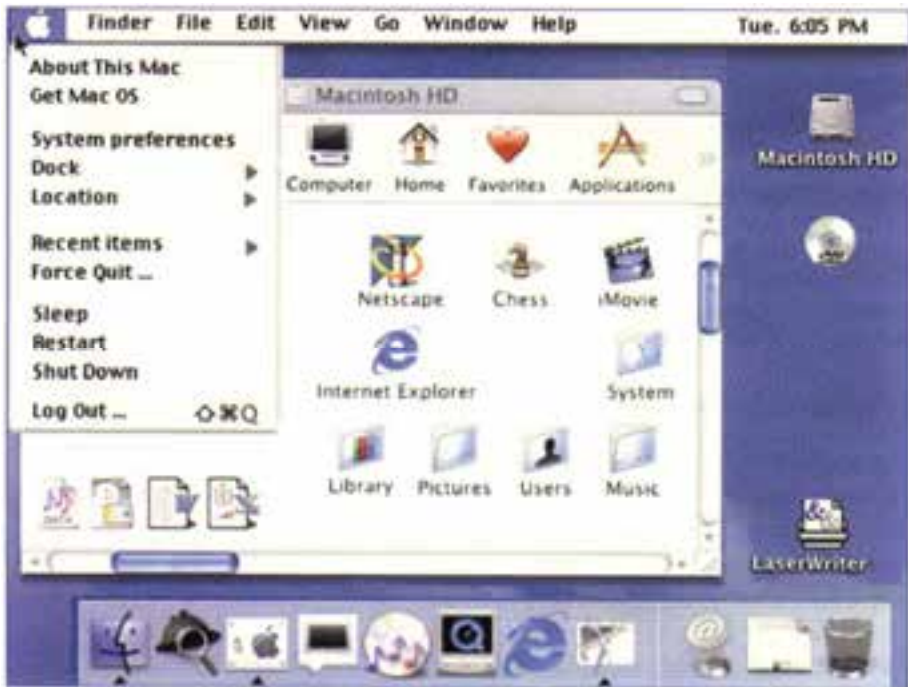 Finder File Edit View Go Window Help Tue. 6:05 PM
About This Mac
Get Mac OS
System preferences
Dock
Location
Recent items
Force Quit ...
Sleep
Restart
Shut Down
Log Out ... ⇧⌘Q
Macintosh HD
Computer Home Favorites Applications
Netscape Chess iMovie
Internet Explorer System
Library Pictures Users Music
Macintosh HD
LaserWriter